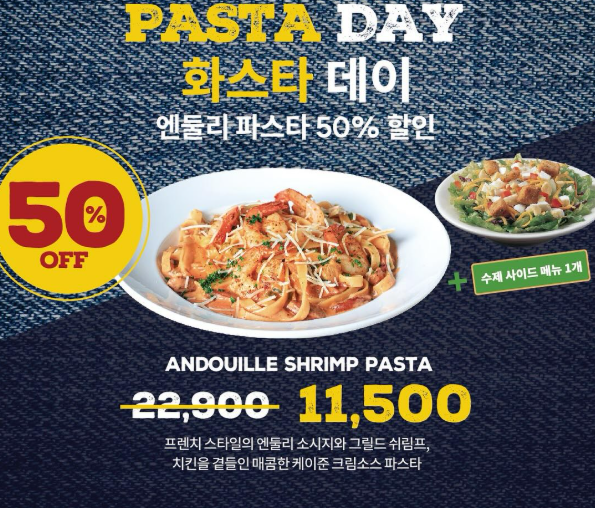 PASTA DAY
화스타 데이
엔둘리 파스타 50% 할인
50%
OFF
+ 수제 사이드 메뉴 1개
ANDOUILLE SHRIMP PASTA
22,900 11,500
프렌치 스타일의 엔둘리 소시지와 그릴드 쉬림프,
치킨을 곁들인 매콤한 케이준 크림소스 파스타